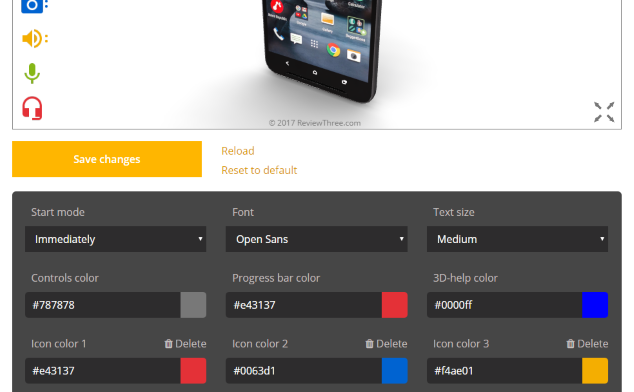 © 2017 ReviewThree.com
Save changes
Reload
Reset to default
Start mode
Font
Text size
Immediately
Open Sans
Medium
Controls color
Progress bar color
3D-help color
#787878
#e43137
#0000ff
Icon color 1
Delete
Icon color 2
Delete
Icon color 3
Delete
#e43137
#0063d1
#f4ae01